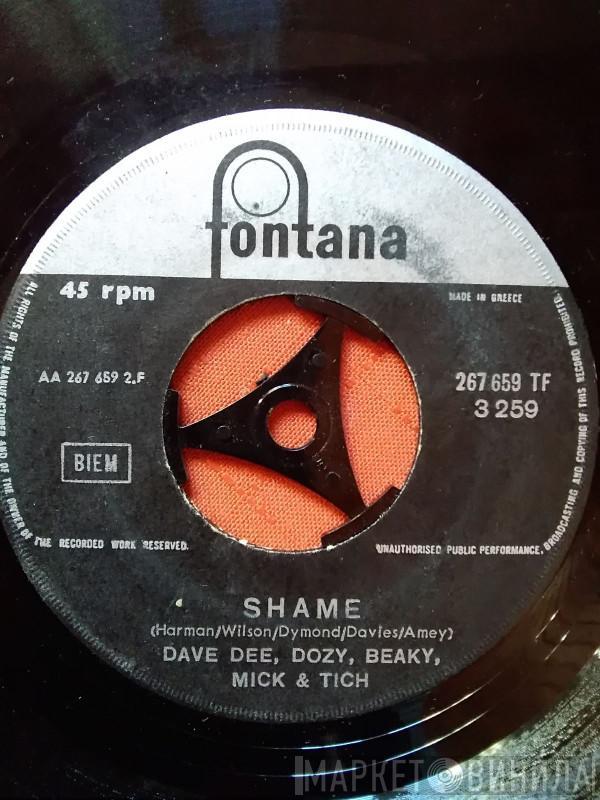 fontana
45 rpm
MADE IN GREECE
AA 267 659 2.F
267 659 TF
3 259
BIEM
ALL RIGHTS OF THE MANUFACTURER AND OF THE OWNER OF THE RECORDED WORK RESERVED.
UNAUTHORISED PUBLIC PERFORMANCE, BROADCASTING AND COPYING OF THIS RECORD PROHIBITED.
SHAME
(Harman/Wilson/Dymond/Davies/Amey)
DAVE DEE, DOZY, BEAKY,
MICK & TICH
МАРКЕТ ВИНИЛА